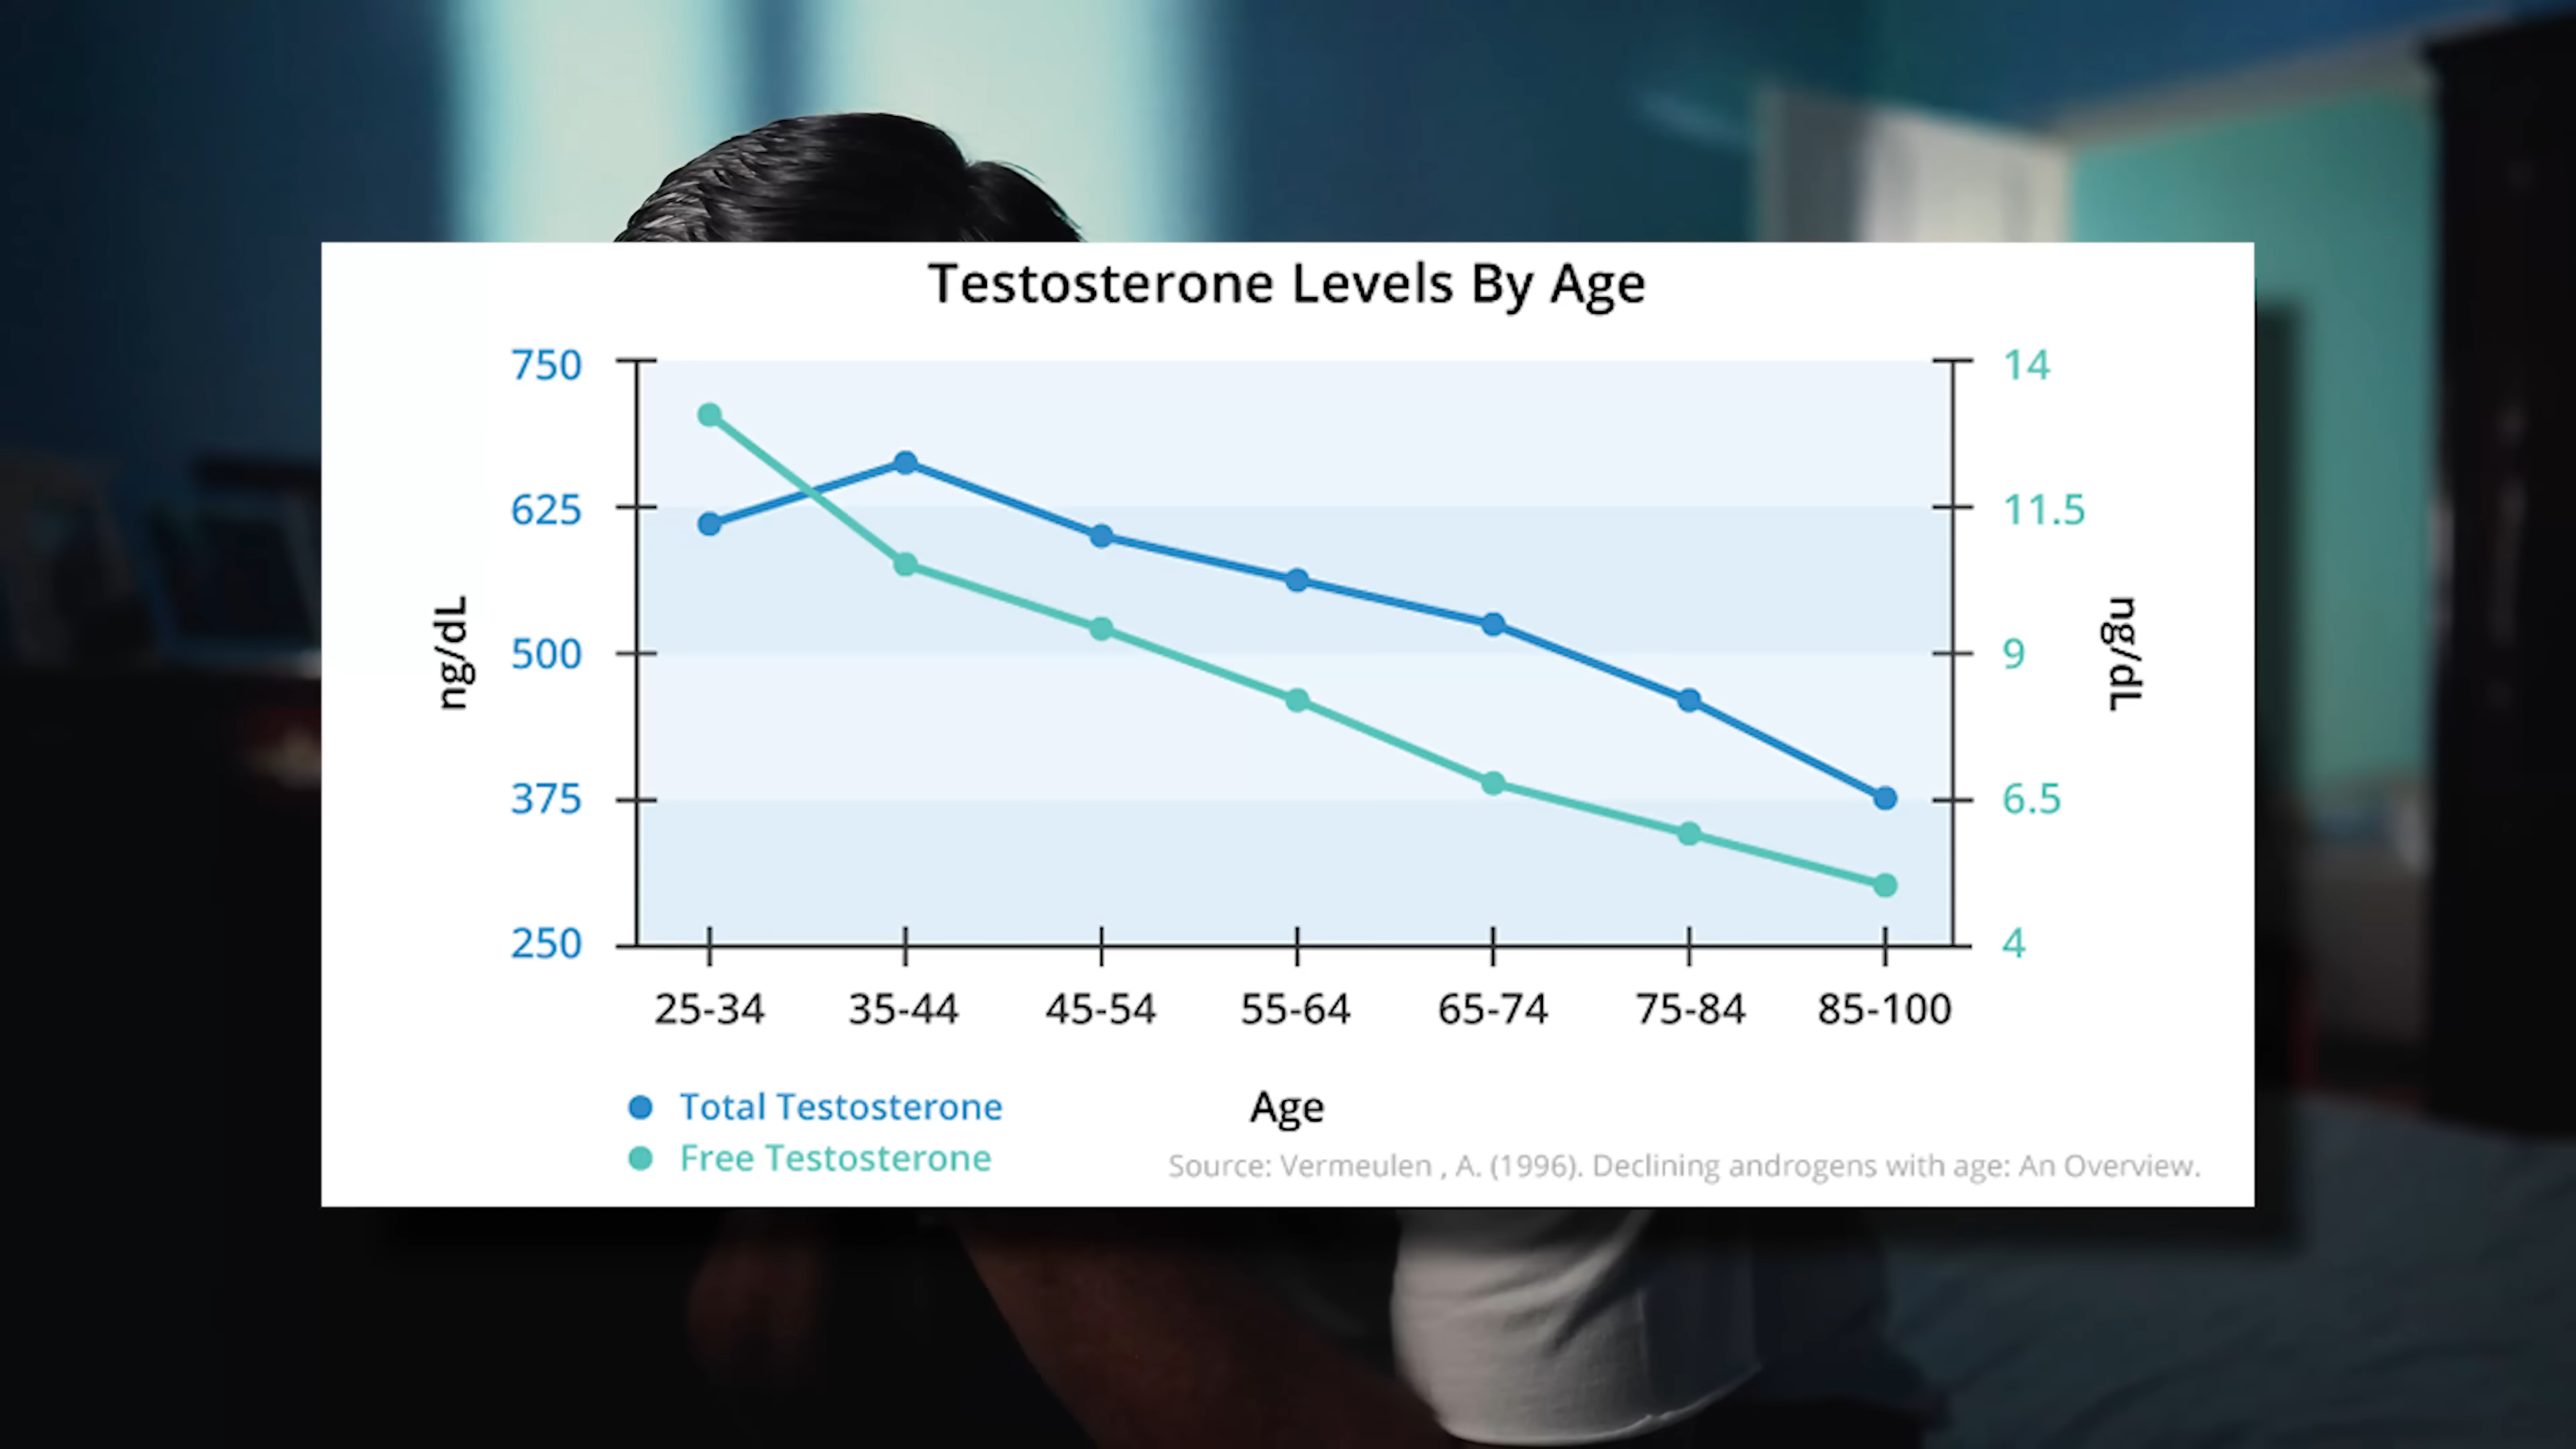 Testosterone Levels By Age
750
14
625
11.5
ng/dL
500
9
ng/dL
375
6.5
250
4
25-34 35-44 45-54 55-64 65-74 75-84 85-100
Total Testosterone
Age
Free Testosterone
Source: Vermeulen , A. (1996). Declining androgens with age: An Overview.